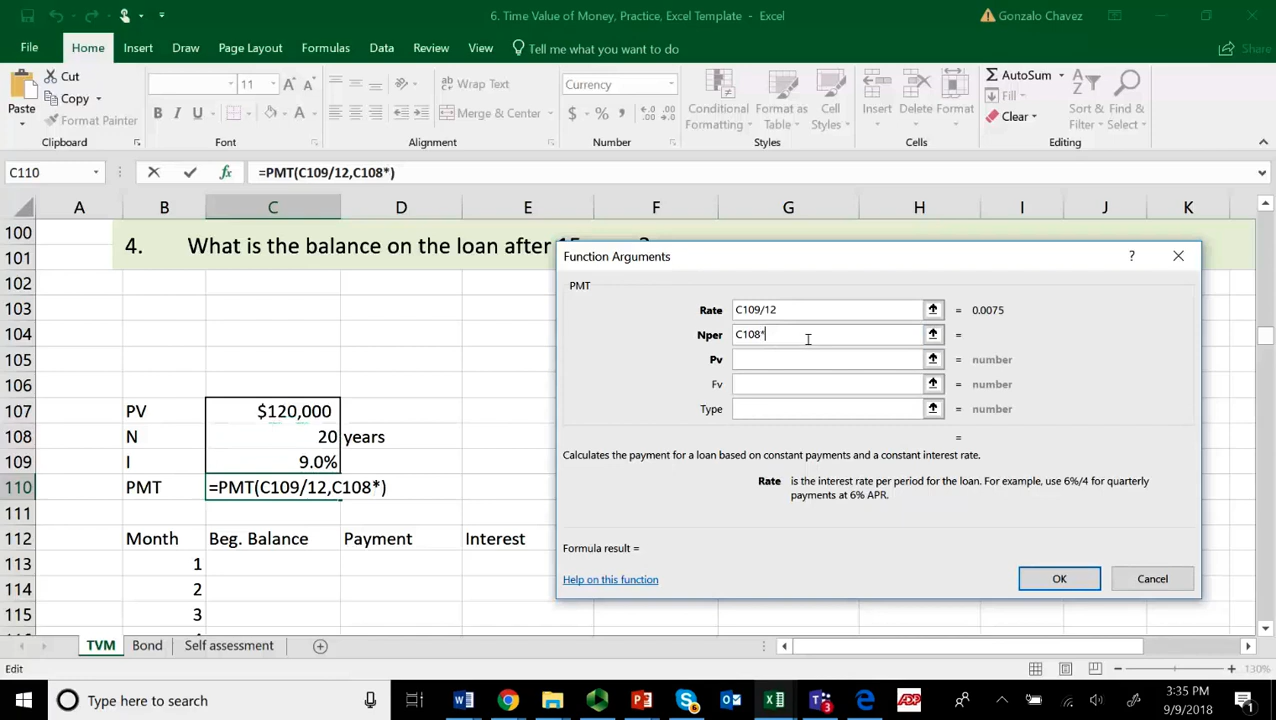 6. Time Value of Money, Practice, Excel Template - Excel
Gonzalo Chavez
File Home Insert Draw Page Layout Formulas Data Review View Tell me what you want to do Share
Cut
Copy
Format Painter
Paste
Clipboard
11
A A
B I U
A
Font
ab Wrap Text
Merge & Center
Alignment
Currency
$ % ,
Number
Conditional Formatting
Format as Table
Cell Styles
Styles
Insert Delete Format
Cells
AutoSum
Fill
Clear
Sort & Filter
Find & Select
Editing
C110 fx =PMT(C109/12,C108*)
A B C D E F G H I J K
100
101
102
103
104
105
106
107
108
109
110
111
112
113
114
115
4. What is the balance on the loan after
PV $120,000
N 20 years
I 9.0%
PMT =PMT(C109/12,C108*)
Month Beg. Balance Payment Interest
1
2
3
Function Arguments ?
PMT
Rate C109/12 = 0.0075
Nper C108* =
Pv = number
Fv = number
Type = number
=
Calculates the payment for a loan based on constant payments and a constant interest rate.
Rate is the interest rate per period for the loan. For example, use 6%/4 for quarterly
payments at 6% APR.
Formula result =
Help on this function
OK Cancel
TVM Bond Self assessment
Edit
130%
Type here to search
3:35 PM
9/9/2018